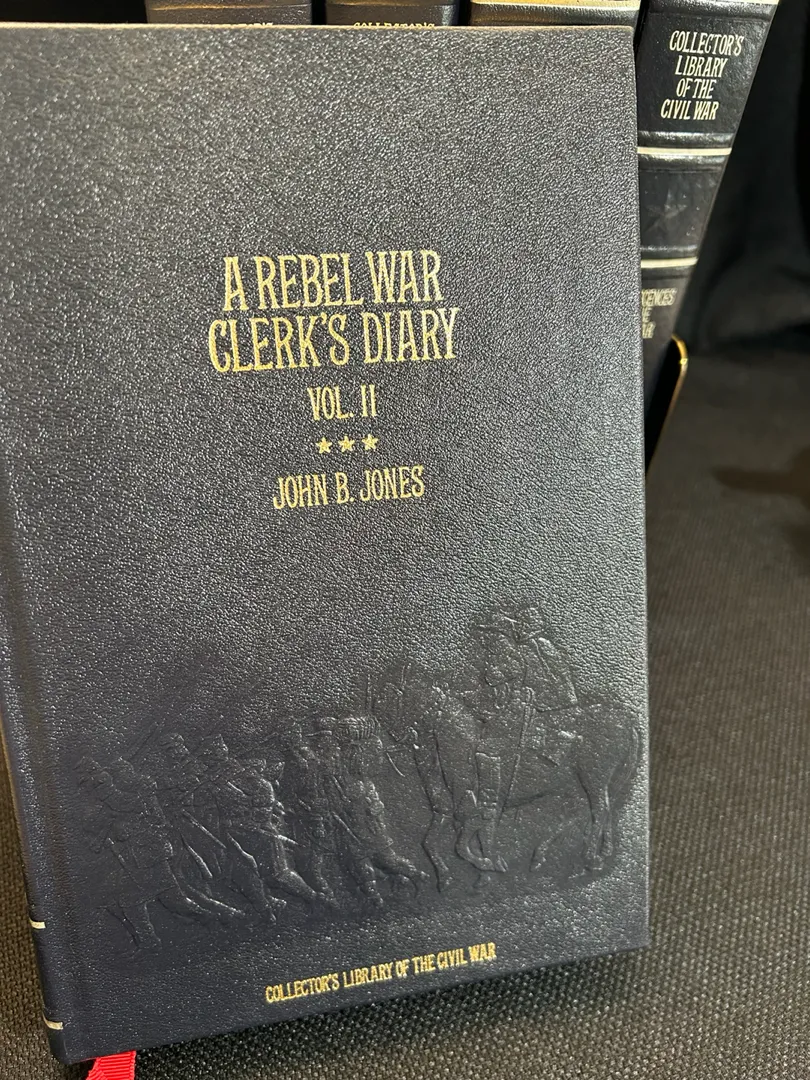 COLLECTOR'S
COLLECTOR'S
LIBRARY
OF THE
CIVIL WAR
A REBEL WAR
CLERK'S DIARY
VOL. II
★★★
JOHN B. JONES
COLLECTOR'S LIBRARY OF THE CIVIL WAR